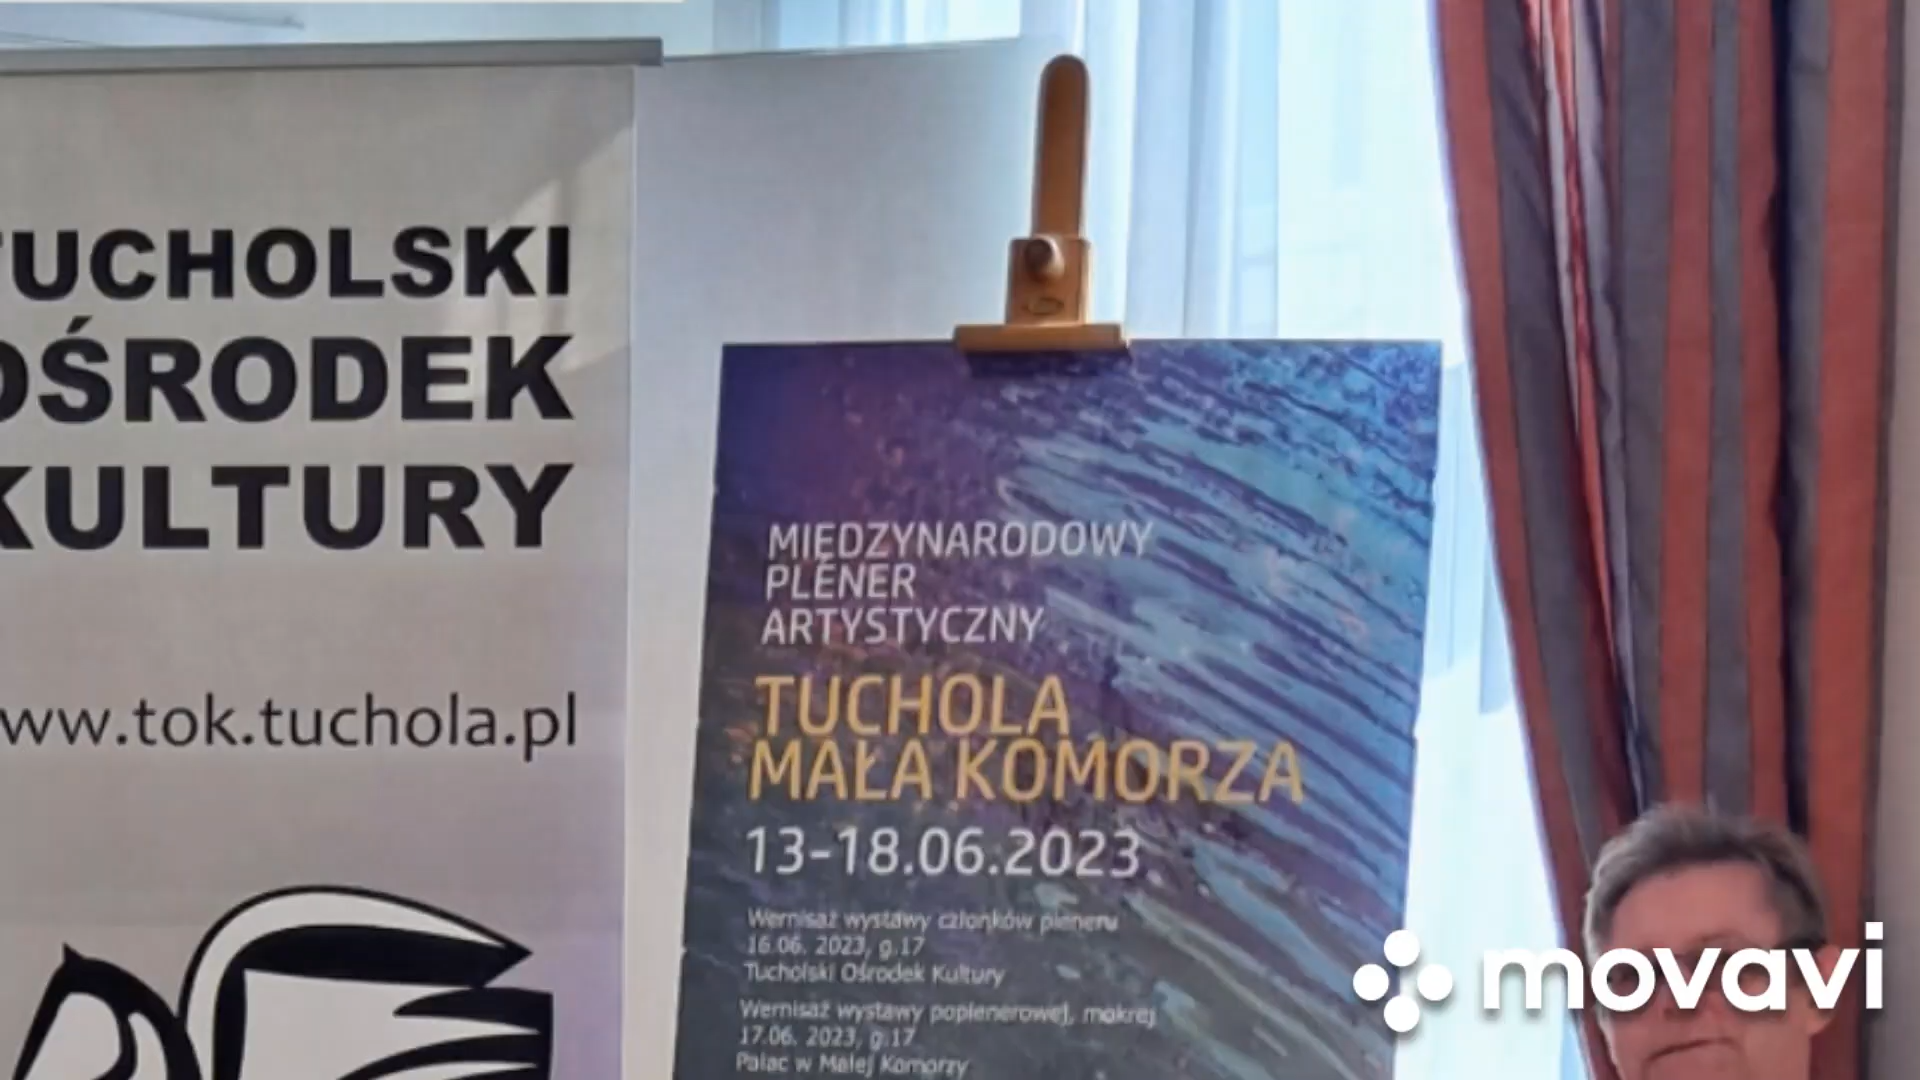 TUCHOLSKI
OŚRODEK
KULTURY
ww.tok.tuchola.pl
MIĘDZYNARODOWY
PLENER
ARTYSTYCZNY
TUCHOLA
MAŁA KOMORZA
13-18.06.2023
Wernisaż wystawy członków pleneru
16.06. 2023, g.17
Tucholski Ośrodek Kultury
Wernisaż wystawy poplenerowej, mokrej
17.06. 2023, g.17
Pałac w Małej Komorzy
movavi